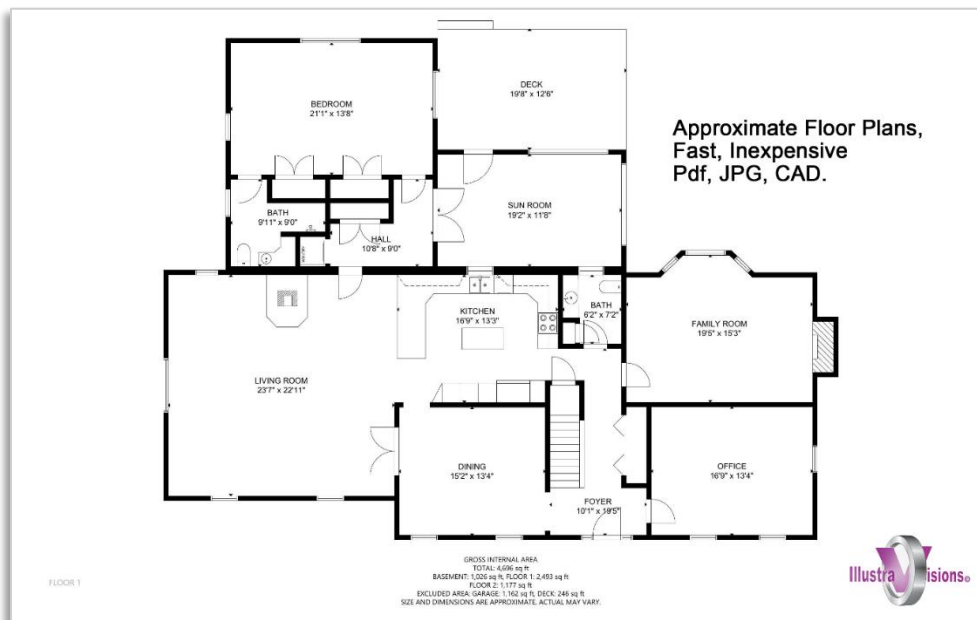 DECK
19'8" x 12'6"
BEDROOM
21'1" x 13'8"
Approximate Floor Plans,
Fast, Inexpensive
Pdf, JPG, CAD.
SUN ROOM
19'2" x 11'8"
BATH
9'11" x 9'0"
HALL
10'8" x 9'0"
KITCHEN
16'9" x 13'3"
BATH
6'2" x 7'2"
FAMILY ROOM
19'5" x 15'3"
LIVING ROOM
23'7" x 22'11"
DINING
15'2" x 13'4"
OFFICE
16'9" x 13'4"
FOYER
10'1" x 19'5"
GROSS INTERNAL AREA
TOTAL: 4,696 sq ft
BASEMENT: 1,026 sq ft, FLOOR 1: 2,493 sq ft
FLOOR 2: 1,177 sq ft
EXCLUDED AREA: GARAGE: 1,162 sq ft, DECK: 246 sq ft
SIZE AND DIMENSIONS ARE APPROXIMATE, ACTUAL MAY VARY.
FLOOR 1
IllustraVisions®